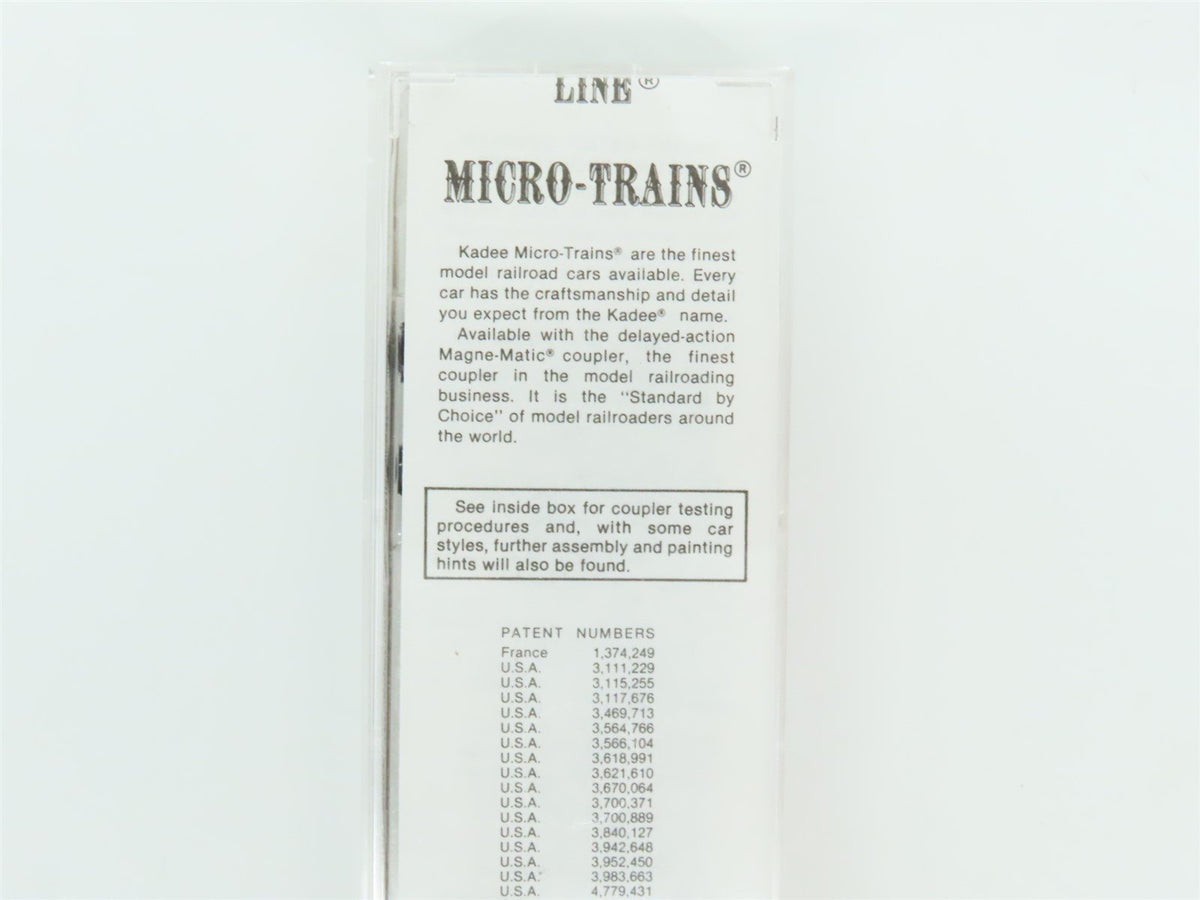 LINE®
MICRO-TRAINS®
Kadee Micro-Trains® are the finest
model railroad cars available. Every
car has the craftsmanship and detail
you expect from the Kadee® name.
Available with the delayed-action
Magne-Matic® coupler, the finest
coupler in the model railroading
business. It is the "Standard by
Choice" of model railroaders around
the world.
See inside box for coupler testing
procedures and, with some car
styles, further assembly and painting
hints will also be found.
PATENT NUMBERS
France 1,374,249
U.S.A. 3,111,229
U.S.A. 3,115,255
U.S.A. 3,117,676
U.S.A. 3,469,713
U.S.A. 3,564,766
U.S.A. 3,566,104
U.S.A. 3,618,991
U.S.A. 3,621,610
U.S.A. 3,670,064
U.S.A. 3,700,371
U.S.A. 3,700,889
U.S.A. 3,840,127
U.S.A. 3,942,648
U.S.A. 3,952,450
U.S.A. 3,983,663
U.S.A. 4,779,431